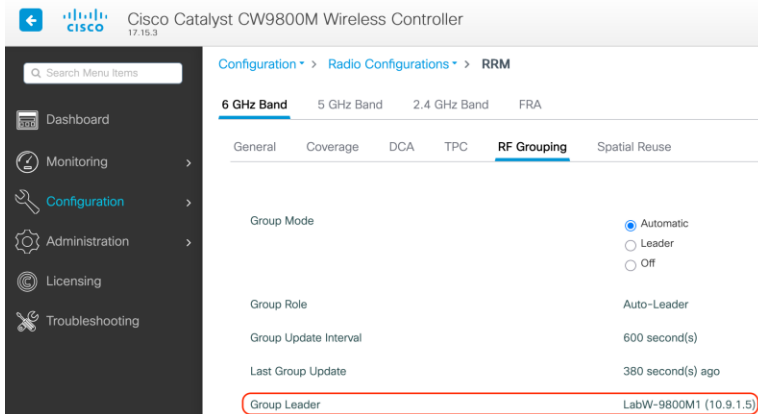 CISCO
Cisco Catalyst CW9800M Wireless Controller
17.15.3
Search Menu Items
Dashboard
Monitoring
Configuration
Administration
Licensing
Troubleshooting
Configuration > Radio Configurations > RRM
6 GHz Band 5 GHz Band 2.4 GHz Band FRA
General Coverage DCA TPC RF Grouping Spatial Reuse
Group Mode Automatic
Leader
Off
Group Role Auto-Leader
Group Update Interval 600 second(s)
Last Group Update 380 second(s) ago
Group Leader LabW-9800M1 (10.9.1.5)